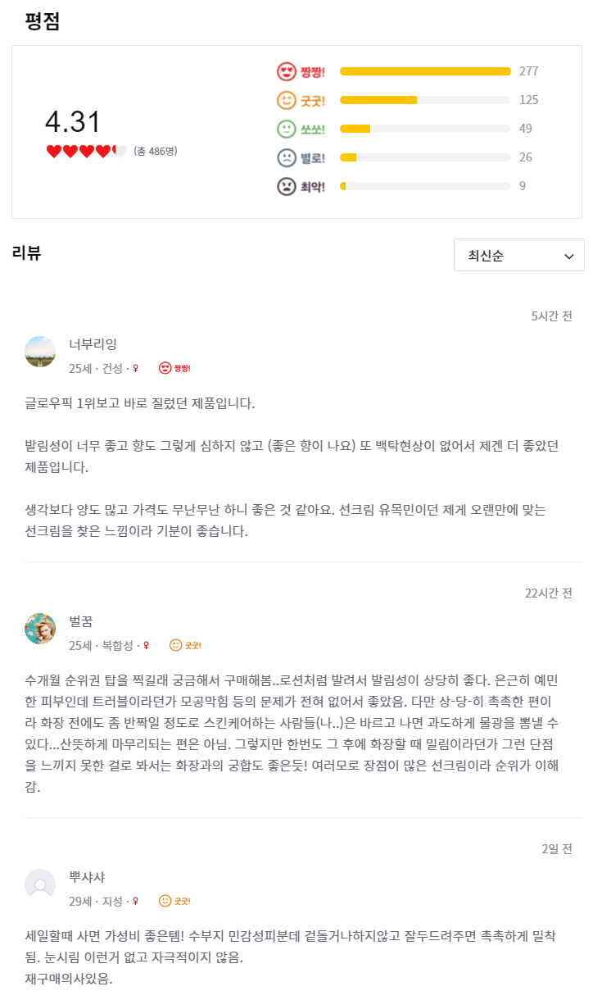 평점
4.31
(총 486명)
짱짱! 277
굿굿! 125
쏘쏘! 49
별로! 26
최악! 9
리뷰
최신순
5시간 전
너부리잉
25세 · 건성 · ♀ 짱짱!
글로우픽 1위보고 바로 질렀던 제품입니다.
발림성이 너무 좋고 향도 그렇게 심하지 않고 (좋은 향이 나요) 또 백탁현상이 없어서 제겐 더 좋았던
제품입니다.
생각보다 양도 많고 가격도 무난무난 하니 좋은 것 같아요. 선크림 유목민이던 제게 오랜만에 맞는
선크림을 찾은 느낌이라 기분이 좋습니다.
22시간 전
벌꿈
25세 · 복합성 · ♀ 굿굿!
수개월 순위권 탑을 찍길래 궁금해서 구매해봄..로션처럼 발려서 발림성이 상당히 좋다. 은근히 예민
한 피부인데 트러블이라던가 모공막힘 등의 문제가 전혀 없어서 좋았음. 다만 상-당-히 촉촉한 편이
라 화장 전에도 좀 반짝일 정도로 스킨케어하는 사람들(나..)은 바르고 나면 과도하게 물광을 뽐낼 수
있다...산뜻하게 마무리되는 편은 아님. 그렇지만 한번도 그 후에 화장할 때 밀림이라던가 그런 단점
을 느끼지 못한 걸로 봐서는 화장과의 궁합도 좋은듯! 여러모로 장점이 많은 선크림이라 순위가 이해
감.
2일 전
뿌샤샤
29세 · 지성 · ♀ 굿굿!
세일할때 사면 가성비 좋은템! 수부지 민감성피분데 겉돌거나하지않고 잘두드려주면 촉촉하게 밀착
됨. 눈시림 이런거 없고 자극적이지 않음.
재구매의사있음.